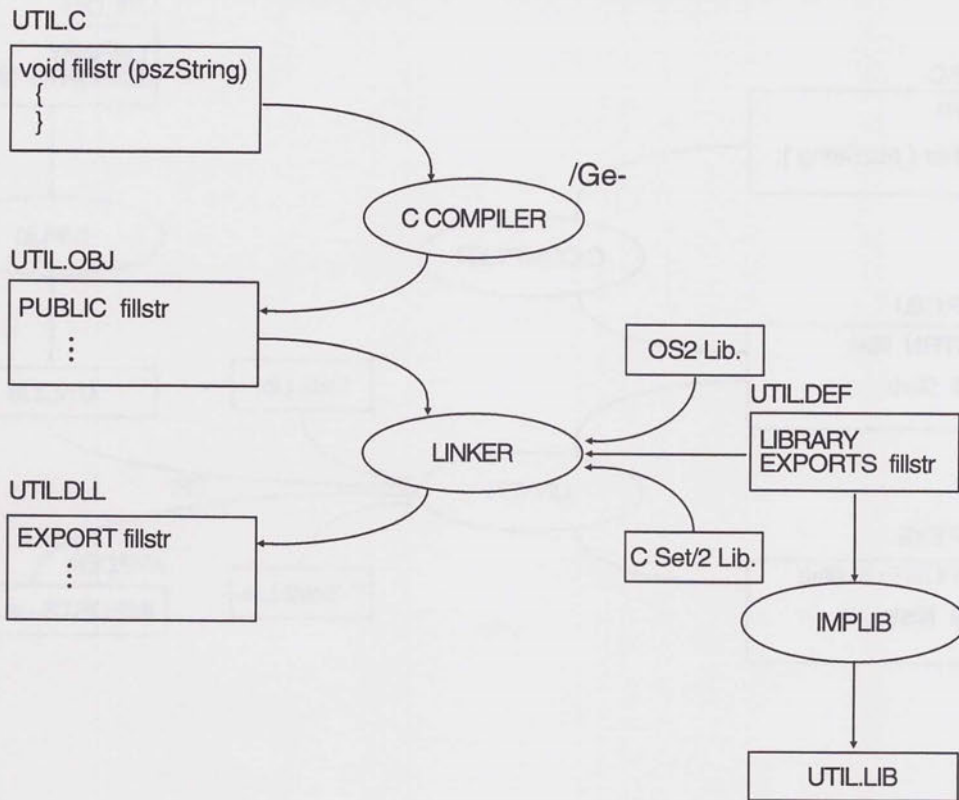 UTIL.C
void fillstr (pszString)
{
}
/Ge-
C COMPILER
UTIL.OBJ
PUBLIC fillstr
OS2 Lib.
UTIL.DEF
LIBRARY
EXPORTS fillstr
LINKER
UTIL.DLL
EXPORT fillstr
C Set/2 Lib.
IMPLIB
UTIL.LIB